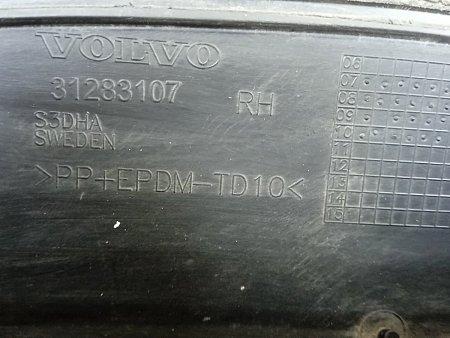 VOLVO
31283107 RH
S3DHA
SWEDEN
>PP+EPDM-TD10<
06
07
08
09
10
11
12
13
14
15